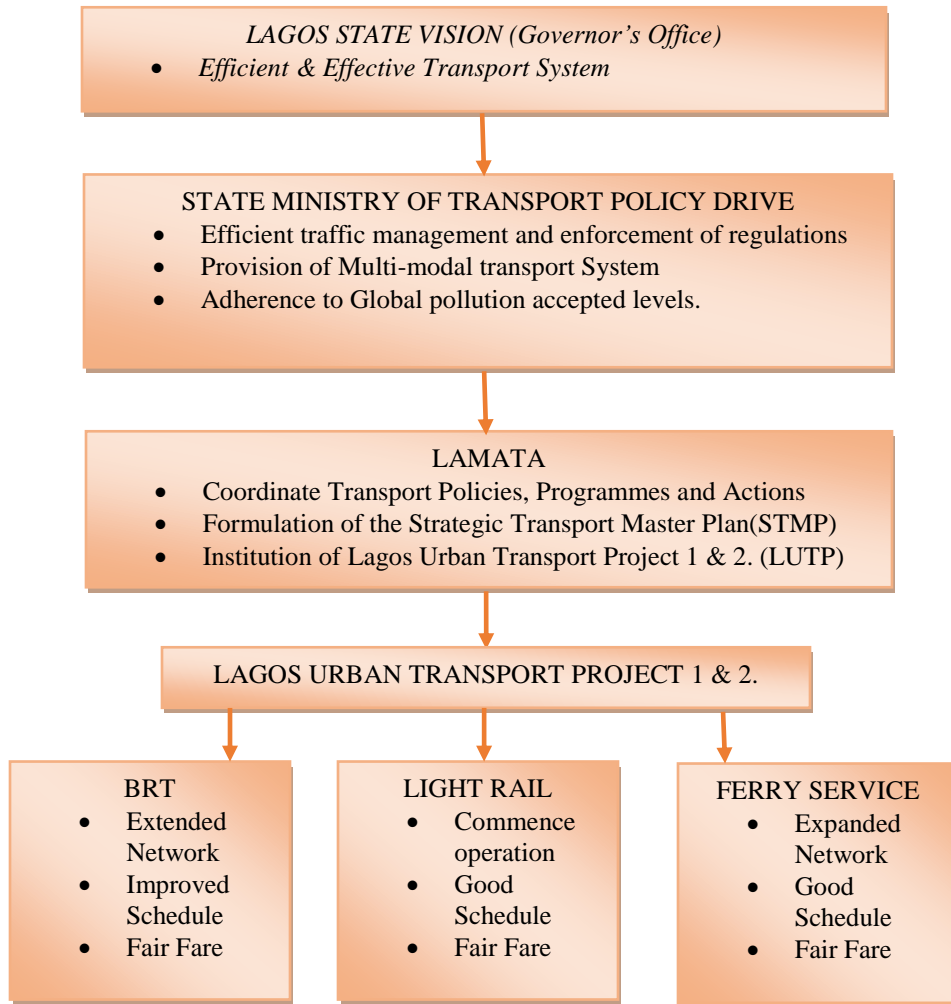 LAGOS STATE VISION (Governor’s Office)
• Efficient & Effective Transport System
STATE MINISTRY OF TRANSPORT POLICY DRIVE
• Efficient traffic management and enforcement of regulations
• Provision of Multi-modal transport System
• Adherence to Global pollution accepted levels.
LAMATA
• Coordinate Transport Policies, Programmes and Actions
• Formulation of the Strategic Transport Master Plan(STMP)
• Institution of Lagos Urban Transport Project 1 & 2. (LUTP)
LAGOS URBAN TRANSPORT PROJECT 1 & 2.
BRT
• Extended
Network
• Improved
Schedule
• Fair Fare
LIGHT RAIL
• Commence
operation
• Good
Schedule
• Fair Fare
FERRY SERVICE
• Expanded
Network
• Good
Schedule
• Fair Fare